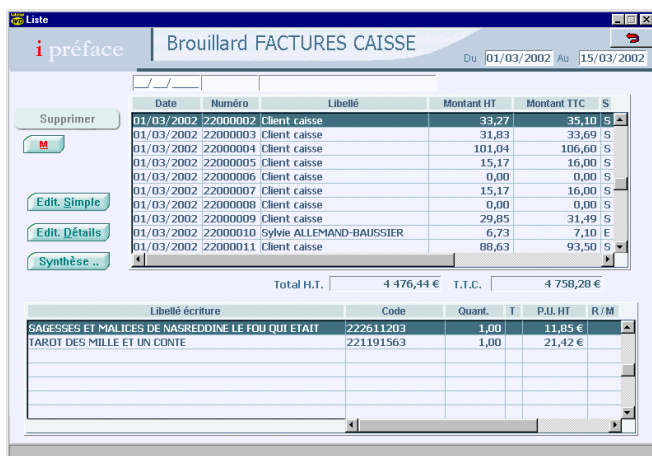 Liste
i préface
Brouillard FACTURES CAISSE
Du 01/03/2002 Au 15/03/2002
__/__/____
Date Numéro Libellé Montant HT Montant TTC S
Supprimer
M
Edit. Simple
Edit. Détails
Synthèse ..
01/03/2002 22000002 Client caisse 33,27 35,10 S
01/03/2002 22000003 Client caisse 31,83 33,69 S
01/03/2002 22000004 Client caisse 101,04 106,60 S
01/03/2002 22000005 Client caisse 15,17 16,00 S
01/03/2002 22000006 Client caisse 0,00 0,00 S
01/03/2002 22000007 Client caisse 15,17 16,00 S
01/03/2002 22000008 Client caisse 0,00 0,00 S
01/03/2002 22000009 Client caisse 29,85 31,49 S
01/03/2002 22000010 Sylvie ALLEMAND-BAUSSIER 6,73 7,10 E
01/03/2002 22000011 Client caisse 88,63 93,50 S
Total H.T. 4 476,44 € T.T.C. 4 758,28 €
Libellé écriture Code Quant. T P.U. HT R / M
SAGESSES ET MALICES DE NASREDDINE LE FOU QUI ETAIT 222611203 1,00 11,85 €
TAROT DES MILLE ET UN CONTE 221191563 1,00 21,42 €